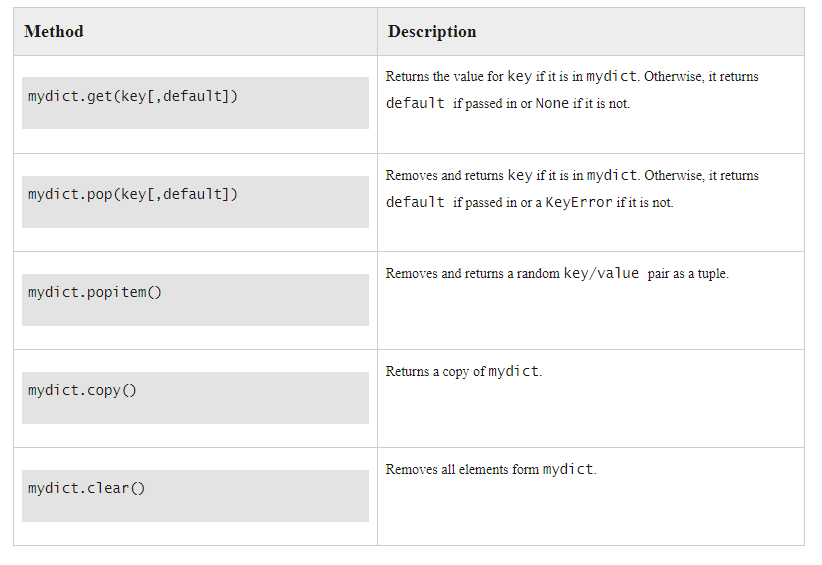 Method
Description
mydict.get(key[,default])
Returns the value for key if it is in mydict. Otherwise, it returns
default if passed in or None if it is not.
mydict.pop(key[,default])
Removes and returns key if it is in mydict. Otherwise, it returns
default if passed in or a KeyError if it is not.
mydict.popitem()
Removes and returns a random key/value pair as a tuple.
mydict.copy()
Returns a copy of mydict.
mydict.clear()
Removes all elements form mydict.